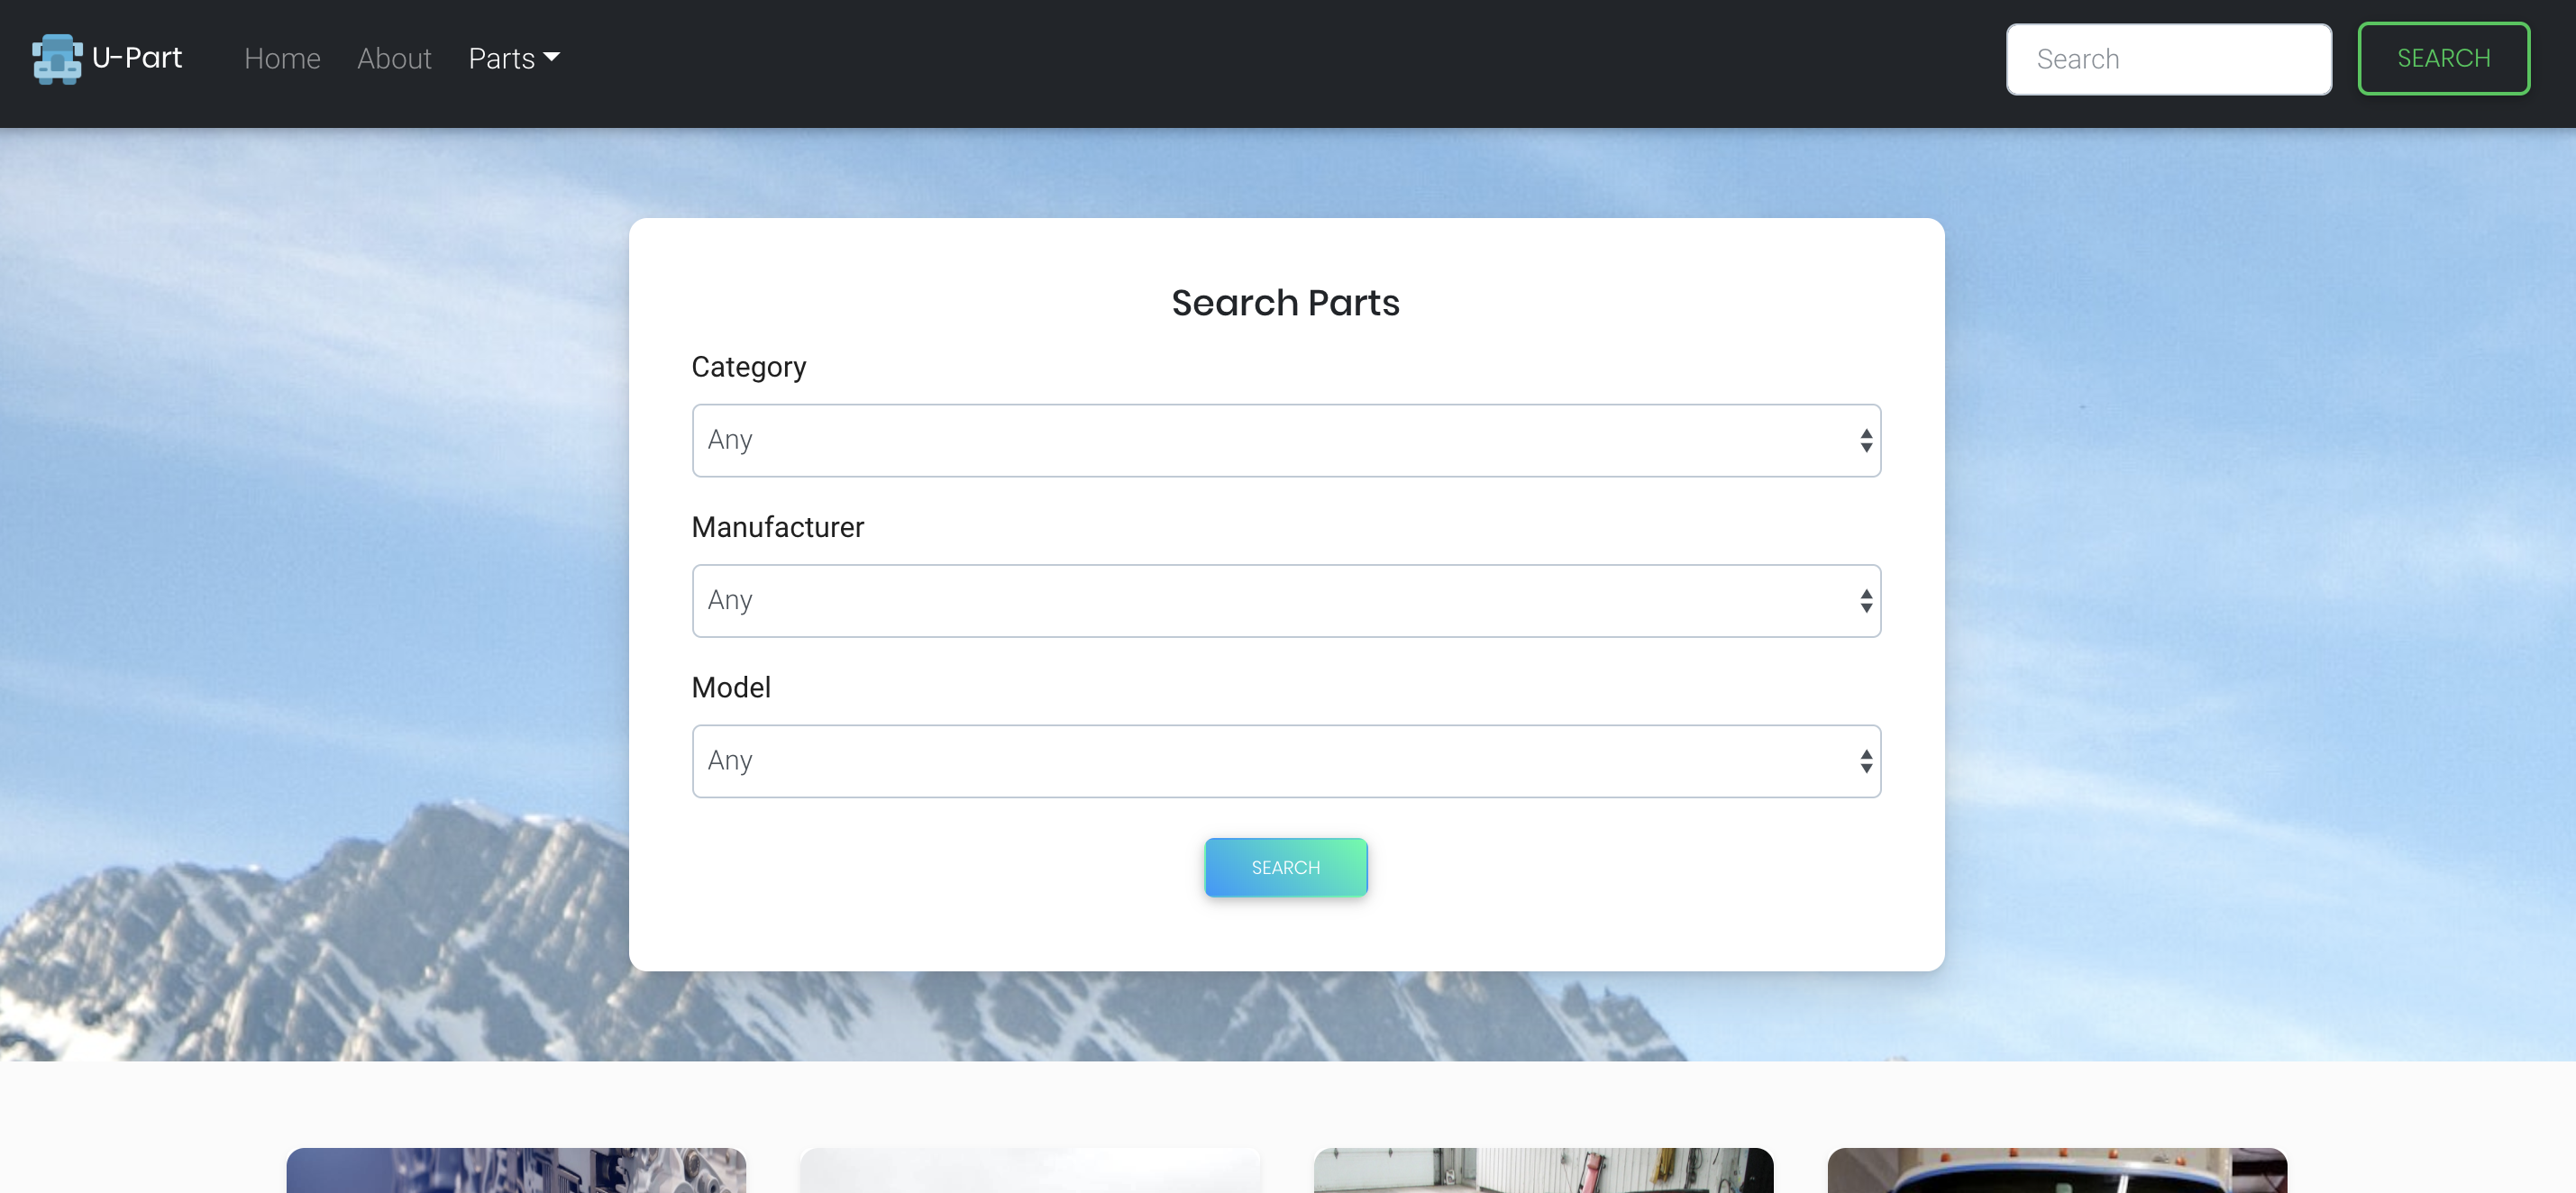 U-Part
Home About Parts
Search
SEARCH
Search Parts
Category
Any
Manufacturer
Any
Model
Any
SEARCH